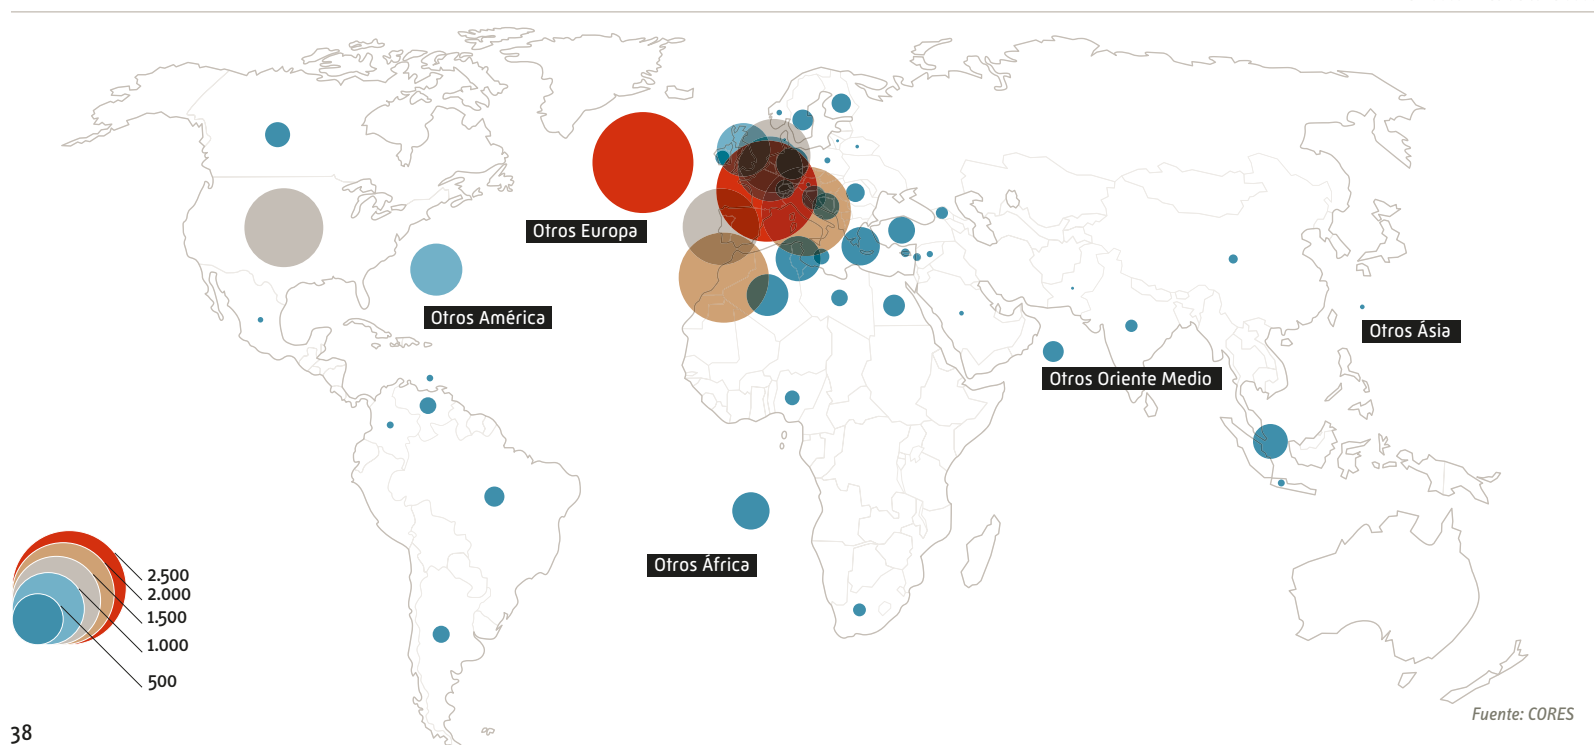 Otros Europa
Otros América
Otros Ásia
Otros Oriente Medio
Otros África
2.500
2.000
1.500
1.000
500
Fuente: CORES
38